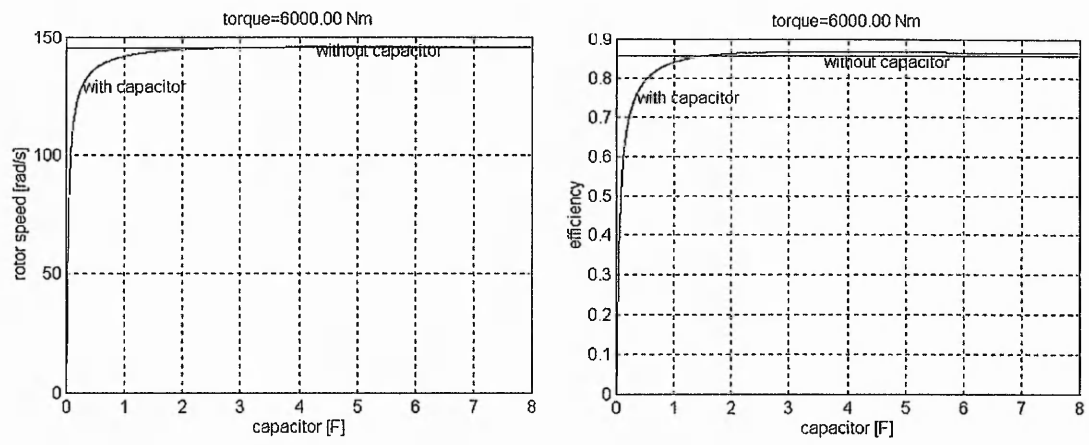 torque=6000.00 Nm
150
100
50
0
rotor speed [rad/s]
without capacitor
with capacitor
0 1 2 3 4 5 6 7 8
capacitor [F]
torque=6000.00 Nm
0.9
0.8
0.7
0.6
0.5
0.4
0.3
0.2
0.1
0
efficiency
without capacitor
with capacitor
0 1 2 3 4 5 6 7 8
capacitor [F]